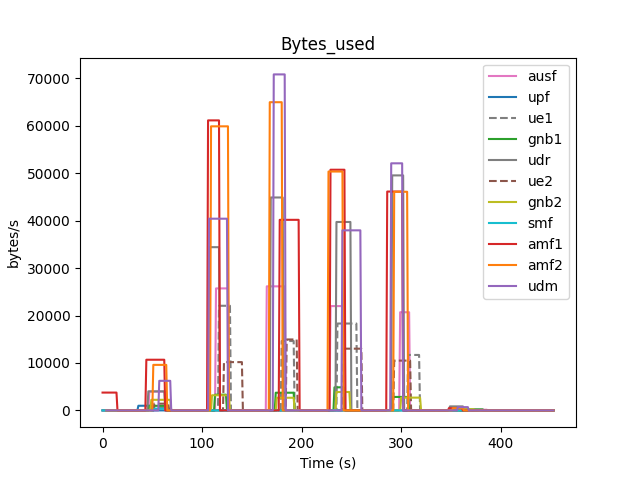 Bytes_used
70000
60000
50000
40000
30000
20000
10000
0
bytes/s
0 100 200 300 400
Time (s)
ausf
upf
ue1
gnb1
udr
ue2
gnb2
smf
amf1
amf2
udm